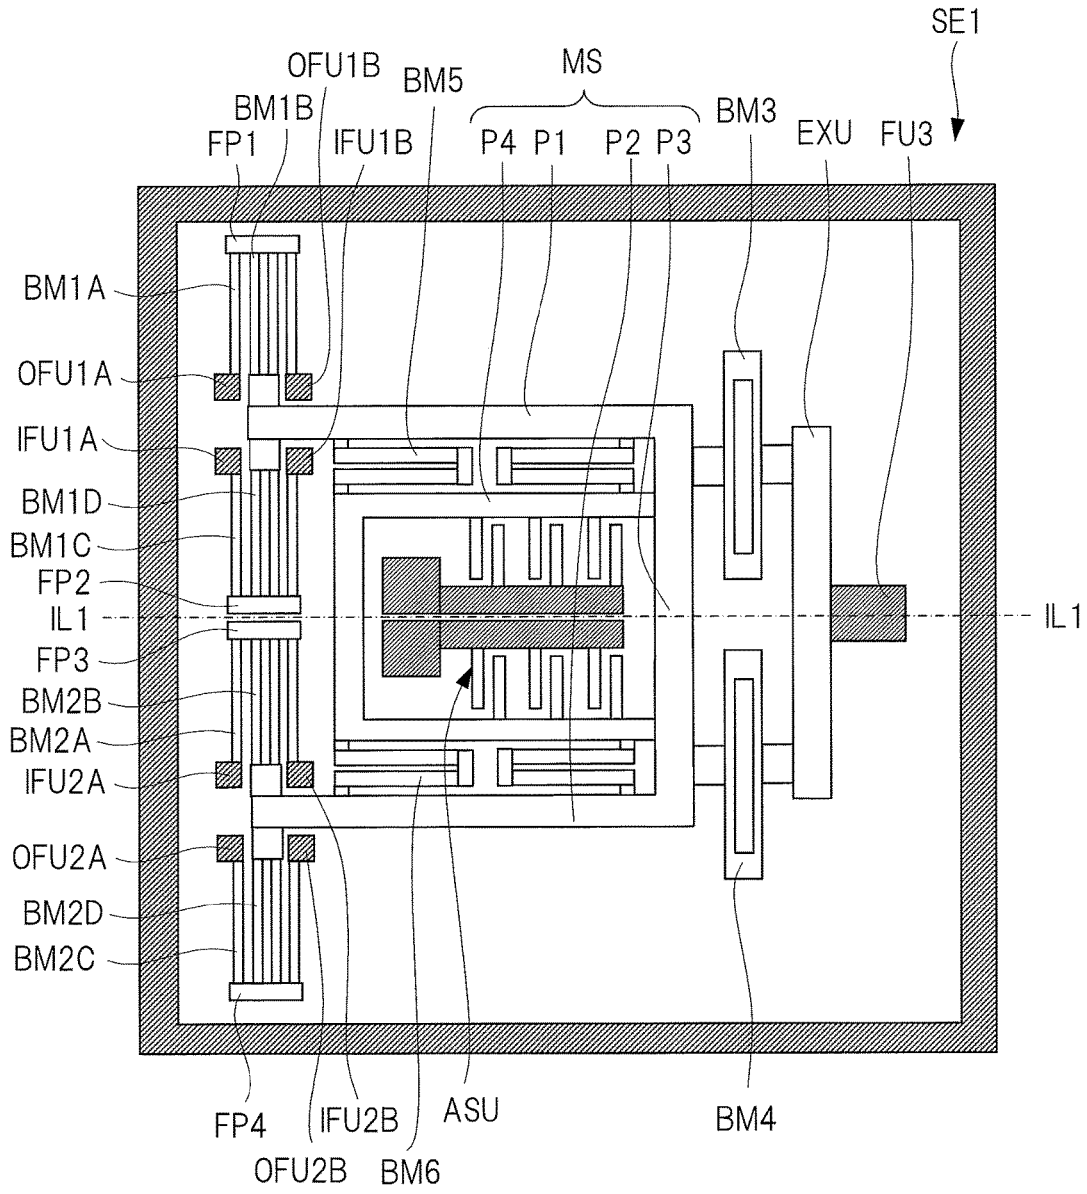 SE1
OFU1B
BM5
MS
BM1B
BM3
FP1
IFU1B
P4 P1 P2 P3
EXU
FU3
BM1A
OFU1A
IFU1A
BM1D
BM1C
FP2
IL1
IL1
FP3
BM2B
BM2A
IFU2A
OFU2A
BM2D
BM2C
FP4
IFU2B
ASU
BM4
OFU2B
BM6